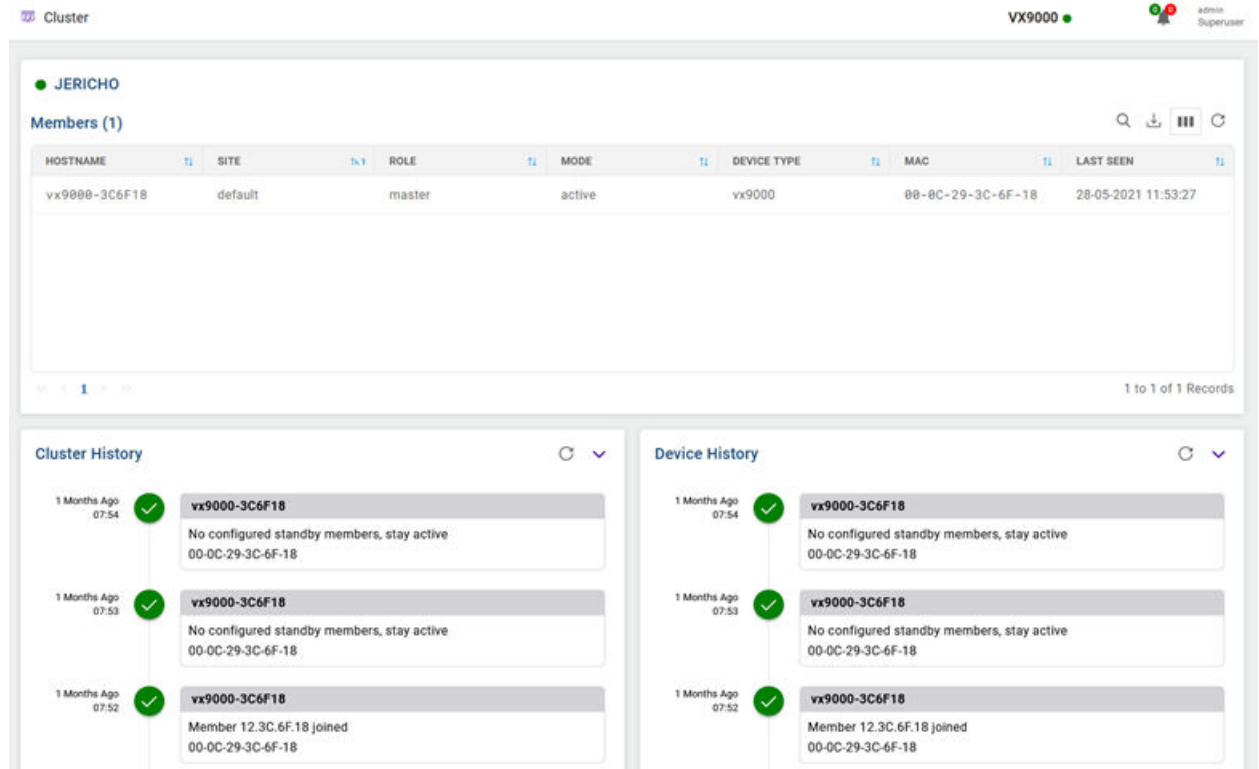 Cluster
VX9000
0 0
admin
Superuser
JERICHO
Members (1)
HOSTNAME SITE ROLE MODE DEVICE TYPE MAC LAST SEEN
vx9000-3C6F18 default master active vx9000 00-0C-29-3C-6F-18 28-05-2021 11:53:27
1
1 to 1 of 1 Records
Cluster History
1 Months Ago
07:54
vx9000-3C6F18
No configured standby members, stay active
00-0C-29-3C-6F-18
1 Months Ago
07:53
vx9000-3C6F18
No configured standby members, stay active
00-0C-29-3C-6F-18
1 Months Ago
07:52
vx9000-3C6F18
Member 12.3C.6F.18 joined
00-0C-29-3C-6F-18
Device History
1 Months Ago
07:54
vx9000-3C6F18
No configured standby members, stay active
00-0C-29-3C-6F-18
1 Months Ago
07:53
vx9000-3C6F18
No configured standby members, stay active
00-0C-29-3C-6F-18
1 Months Ago
07:52
vx9000-3C6F18
Member 12.3C.6F.18 joined
00-0C-29-3C-6F-18